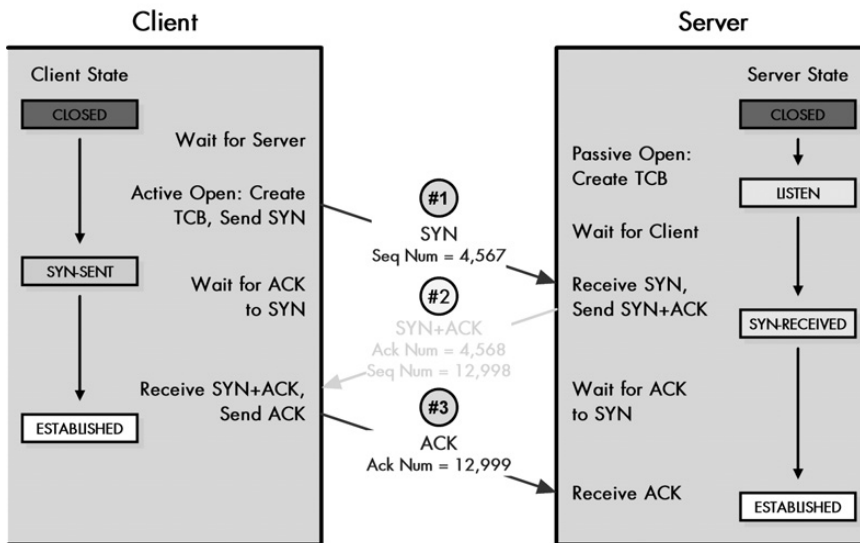 Client
Server
Client State
CLOSED
Wait for Server
Active Open: Create
TCB, Send SYN
SYN-SENT
Wait for ACK
to SYN
Receive SYN+ACK,
Send ACK
ESTABLISHED
#1
SYN
Seq Num = 4,567
#2
SYN+ACK
Ack Num = 4,568
Seq Num = 12,998
#3
ACK
Ack Num = 12,999
Server State
CLOSED
Passive Open:
Create TCB
LISTEN
Wait for Client
Receive SYN,
Send SYN+ACK
SYN-RECEIVED
Wait for ACK
to SYN
Receive ACK
ESTABLISHED